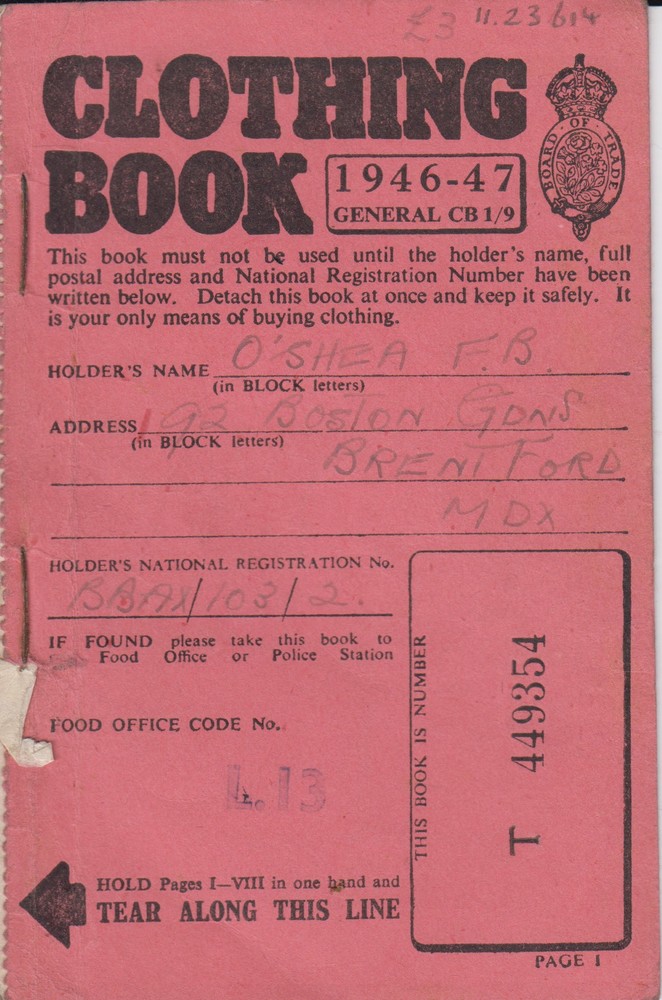 £3 11.23 614
CLOTHING
BOOK
1946-47
GENERAL CB 1/9
BOARD OF TRADE
This book must not be used until the holder's name, full
postal address and National Registration Number have been
written below. Detach this book at once and keep it safely. It
is your only means of buying clothing.
HOLDER'S NAME O'SHEA F.B.
(in BLOCK letters)
ADDRESS 92 BOSTON GDNS
(in BLOCK letters)
BRENTFORD
MDX
HOLDER'S NATIONAL REGISTRATION No.
BBAX/103/2.
IF FOUND please take this book to
Food Office or Police Station
FOOD OFFICE CODE No.
L.13
THIS BOOK IS NUMBER
T 449354
HOLD Pages I—VIII in one hand and
TEAR ALONG THIS LINE
PAGE I